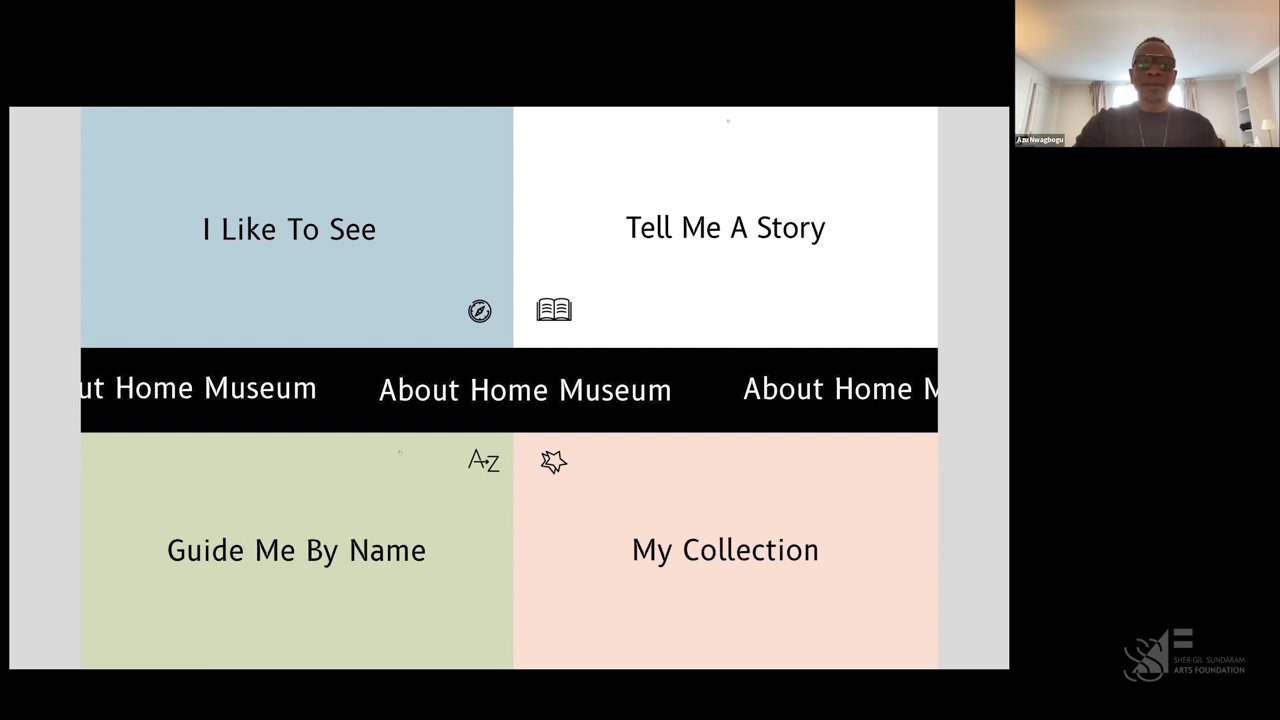 I Like To See
Tell Me A Story
ut Home Museum
About Home Museum
About Home M
AZ
Guide Me By Name
My Collection
Azu Nwagbogu
SHER-GIL SUNDARAM
ARTS FOUNDATION